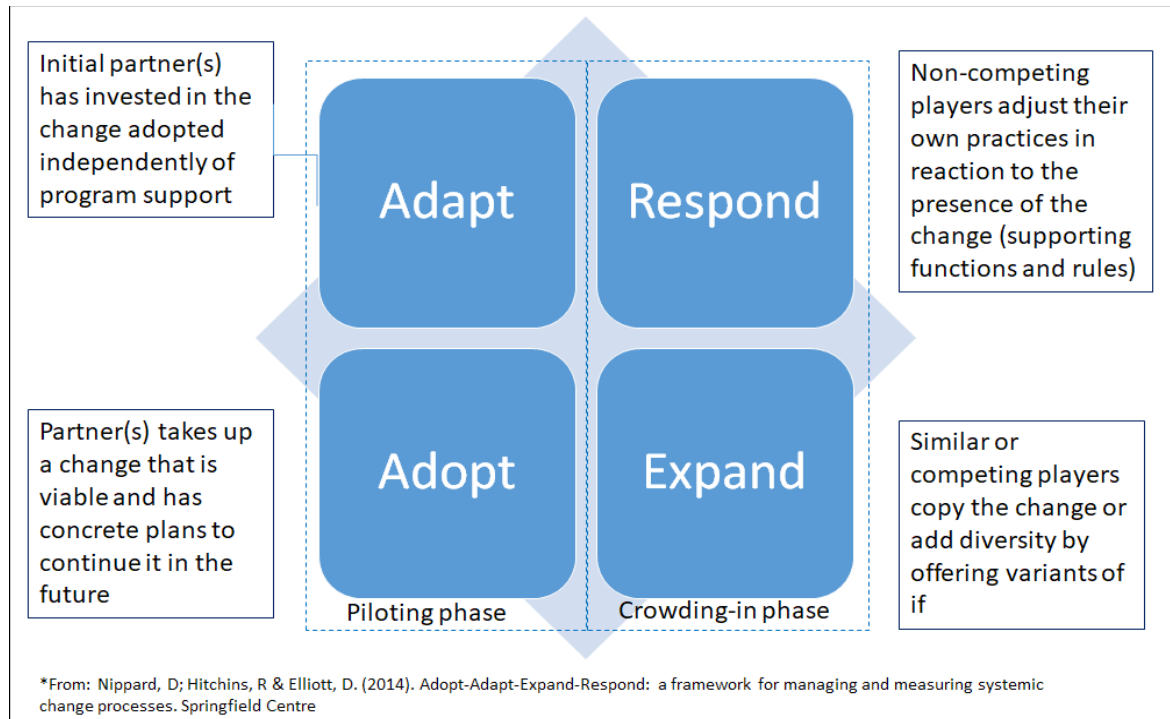 Initial partner(s)
has invested in the
change adopted
independently of
program support
Adapt
Respond
Non-competing
players adjust their
own practices in
reaction to the
presence of the
change (supporting
functions and rules)
Partner(s) takes up
a change that is
viable and has
concrete plans to
continue it in the
future
Adopt
Expand
Similar or
competing players
copy the change or
add diversity by
offering variants of
if
Piloting phase
Crowding-in phase
*From: Nippard, D; Hitchins, R & Elliott, D. (2014). Adopt-Adapt-Expand-Respond: a framework for managing and measuring systemic
change processes. Springfield Centre